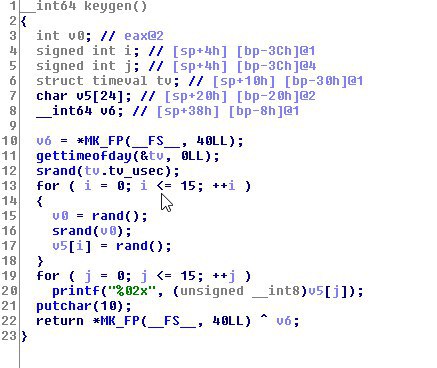 1 __int64 keygen()
2 {
3 int v0; // eax@2
4 signed int i; // [sp+4h] [bp-3Ch]@1
5 signed int j; // [sp+4h] [bp-3Ch]@4
6 struct timeval tv; // [sp+10h] [bp-30h]@1
7 char v5[24]; // [sp+20h] [bp-20h]@2
8 __int64 v6; // [sp+38h] [bp-8h]@1
9
10 v6 = *MK_FP(__FS__, 40LL);
11 gettimeofday(&tv, 0LL);
12 srand(tv.tv_usec);
13 for ( i = 0; i <= 15; ++i )
14 {
15 v0 = rand();
16 srand(v0);
17 v5[i] = rand();
18 }
19 for ( j = 0; j <= 15; ++j )
20 printf("%02x", (unsigned __int8)v5[j]);
21 putchar(10);
22 return *MK_FP(__FS__, 40LL) ^ v6;
23 }